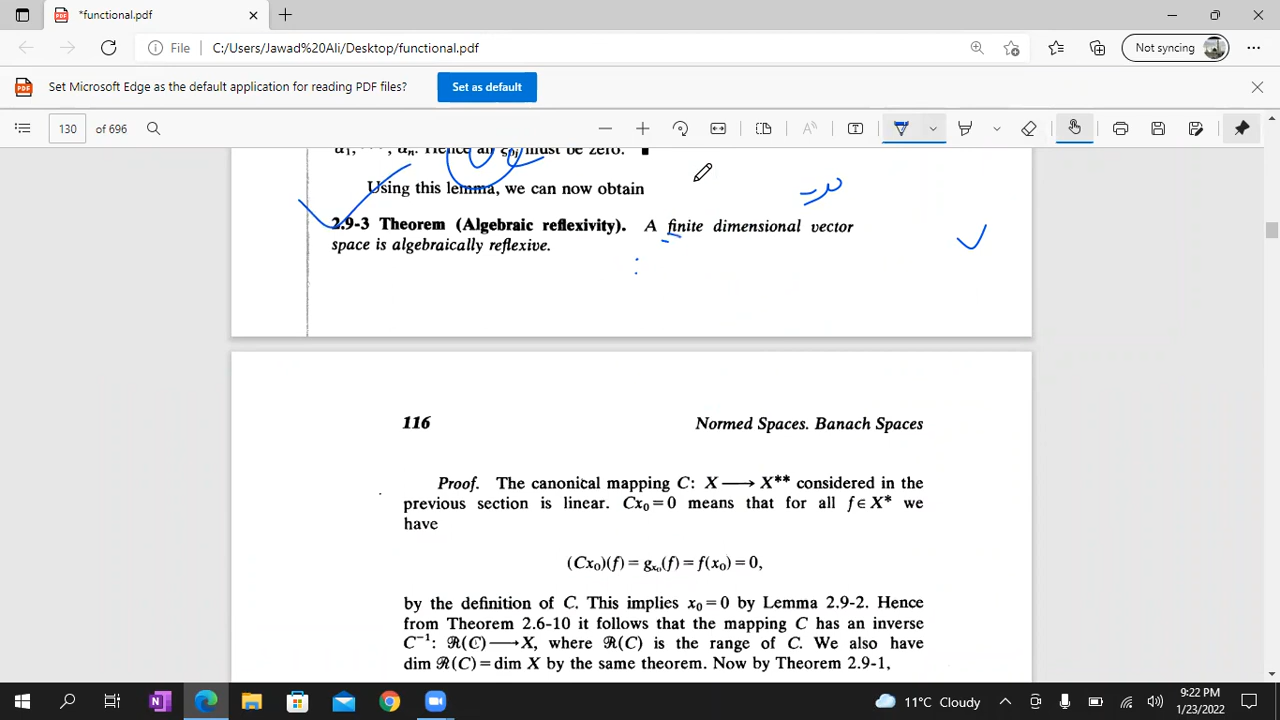 *functional.pdf
File C:/Users/Jawad%20Ali/Desktop/functional.pdf
Not syncing
Set Microsoft Edge as the default application for reading PDF files?
Set as default
130 of 696
Hence all must be zero. ■
Using this lemma, we can now obtain
2.9-3 Theorem (Algebraic reflexivity). A finite dimensional vector
space is algebraically reflexive.
116
Normed Spaces. Banach Spaces
Proof. The canonical mapping C: X ⟶ X** considered in the
previous section is linear. Cx₀ = 0 means that for all f ∈ X* we
have
(Cx₀)(f) = gₓ₀(f) = f(x₀) = 0,
by the definition of C. This implies x₀ = 0 by Lemma 2.9-2. Hence
from Theorem 2.6-10 it follows that the mapping C has an inverse
C⁻¹: ℛ(C) ⟶ X, where ℛ(C) is the range of C. We also have
dim ℛ(C) = dim X by the same theorem. Now by Theorem 2.9-1,
11°C Cloudy
9:22 PM
1/23/2022